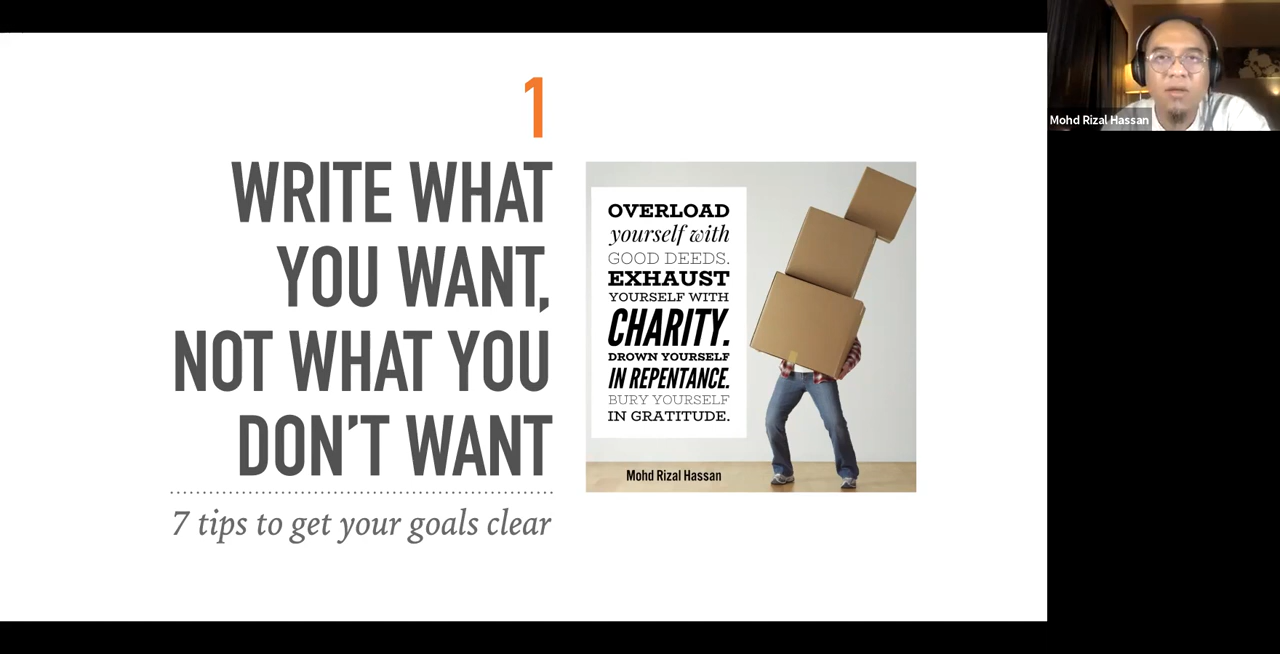 1
WRITE WHAT
YOU WANT,
NOT WHAT YOU
DON’T WANT
7 tips to get your goals clear
OVERLOAD
yourself with
GOOD DEEDS.
EXHAUST
YOURSELF WITH
CHARITY.
DROWN YOURSELF
IN REPENTANCE.
BURY YOURSELF
IN GRATITUDE.
Mohd Rizal Hassan
Mohd Rizal Hassan